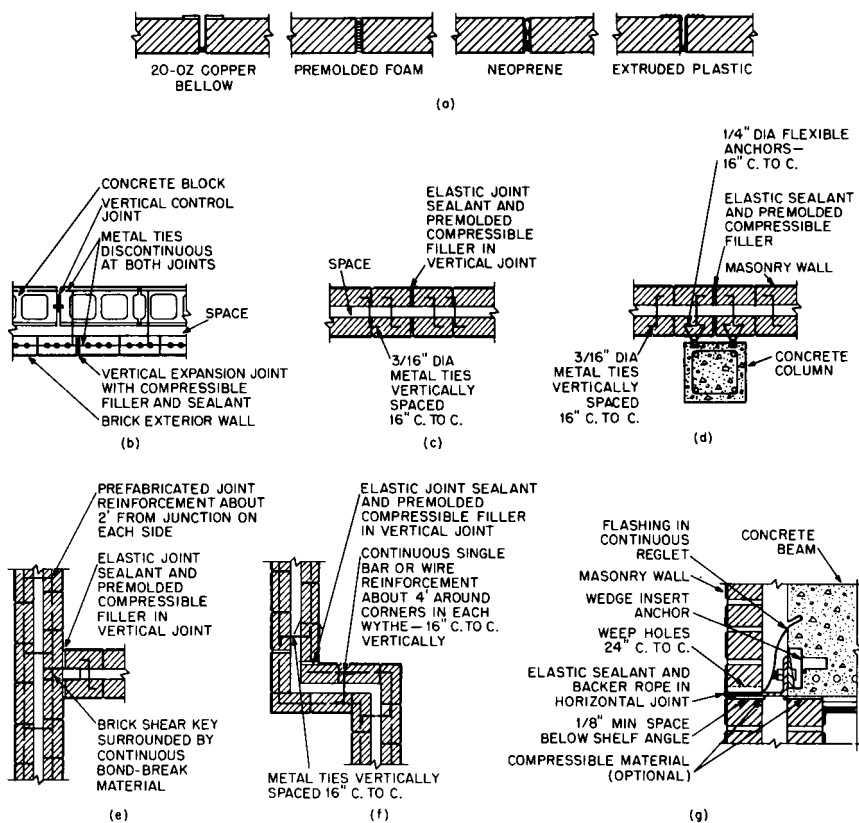 20-OZ COPPER
BELLOW
PREMOLDED FOAM
NEOPRENE
EXTRUDED PLASTIC
(a)
CONCRETE BLOCK
VERTICAL CONTROL
JOINT
METAL TIES
DISCONTINUOUS
AT BOTH JOINTS
SPACE
VERTICAL EXPANSION JOINT
WITH COMPRESSIBLE
FILLER AND SEALANT
BRICK EXTERIOR WALL
(b)
ELASTIC JOINT
SEALANT AND
PREMOLDED
COMPRESSIBLE
FILLER IN
VERTICAL JOINT
SPACE
3/16" DIA
METAL TIES
VERTICALLY
SPACED
16" C. TO C.
(c)
1/4" DIA FLEXIBLE
ANCHORS—
16" C. TO C.
ELASTIC SEALANT
AND PREMOLDED
COMPRESSIBLE
FILLER
MASONRY WALL
3/16" DIA
METAL TIES
VERTICALLY
SPACED
16" C. TO C.
CONCRETE
COLUMN
(d)
PREFABRICATED JOINT
REINFORCEMENT ABOUT
2' FROM JUNCTION ON
EACH SIDE
ELASTIC JOINT
SEALANT AND
PREMOLDED
COMPRESSIBLE
FILLER IN
VERTICAL JOINT
BRICK SHEAR KEY
SURROUNDED BY
CONTINUOUS
BOND-BREAK
MATERIAL
(e)
ELASTIC JOINT SEALANT
AND PREMOLDED
COMPRESSIBLE FILLER
IN VERTICAL JOINT
CONTINUOUS SINGLE
BAR OR WIRE
REINFORCEMENT
ABOUT 4' AROUND
CORNERS IN EACH
WYTHE—16" C. TO C.
VERTICALLY
METAL TIES VERTICALLY
SPACED 16" C. TO C.
(f)
FLASHING IN
CONTINUOUS
REGLET
CONCRETE
BEAM
MASONRY WALL
WEDGE INSERT
ANCHOR
WEEP HOLES
24" C. TO C.
ELASTIC SEALANT AND
BACKER ROPE IN
HORIZONTAL JOINT
1/8" MIN SPACE
BELOW SHELF ANGLE
COMPRESSIBLE MATERIAL
(OPTIONAL)
(g)